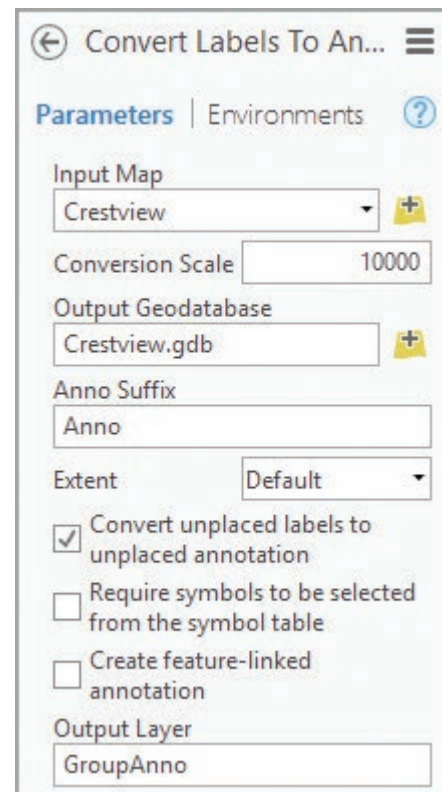 Convert Labels To An...
Parameters | Environments ?
Input Map
Crestview
Conversion Scale 10000
Output Geodatabase
Crestview.gdb
Anno Suffix
Anno
Extent Default
Convert unplaced labels to
unplaced annotation
Require symbols to be selected
from the symbol table
Create feature-linked
annotation
Output Layer
GroupAnno